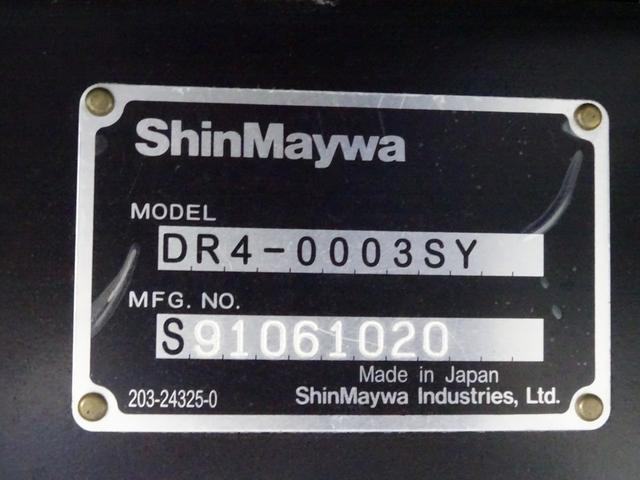 ShinMaywa
MODEL
DR4-0003SY
MFG. NO.
S91061020
Made in Japan
203-24325-0 ShinMaywa Industries, Ltd.